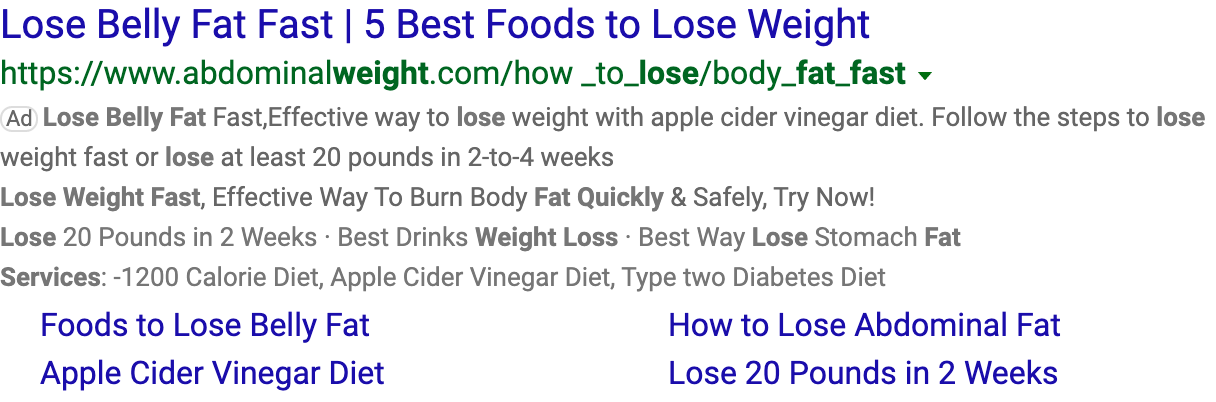 Lose Belly Fat Fast | 5 Best Foods to Lose Weight
https://www.abdominalweight.com/how _to_lose/body_fat_fast
Ad Lose Belly Fat Fast,Effective way to lose weight with apple cider vinegar diet. Follow the steps to lose
weight fast or lose at least 20 pounds in 2-to-4 weeks
Lose Weight Fast, Effective Way To Burn Body Fat Quickly & Safely, Try Now!
Lose 20 Pounds in 2 Weeks · Best Drinks Weight Loss · Best Way Lose Stomach Fat
Services: -1200 Calorie Diet, Apple Cider Vinegar Diet, Type two Diabetes Diet
Foods to Lose Belly Fat How to Lose Abdominal Fat
Apple Cider Vinegar Diet Lose 20 Pounds in 2 Weeks